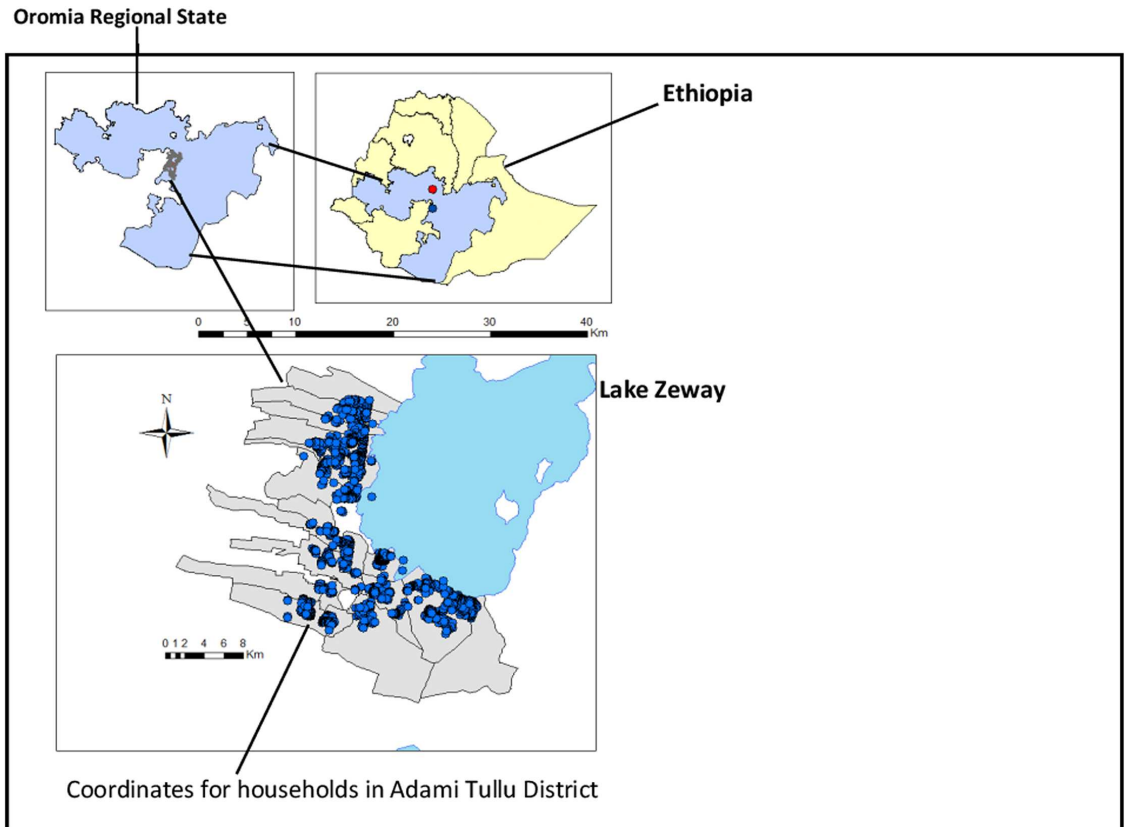 Oromia Regional State
Ethiopia
0 5 10 20 30 40
Km
Lake Zeway
N
0 1 2 4 6 8
Km
Coordinates for households in Adami Tullu District